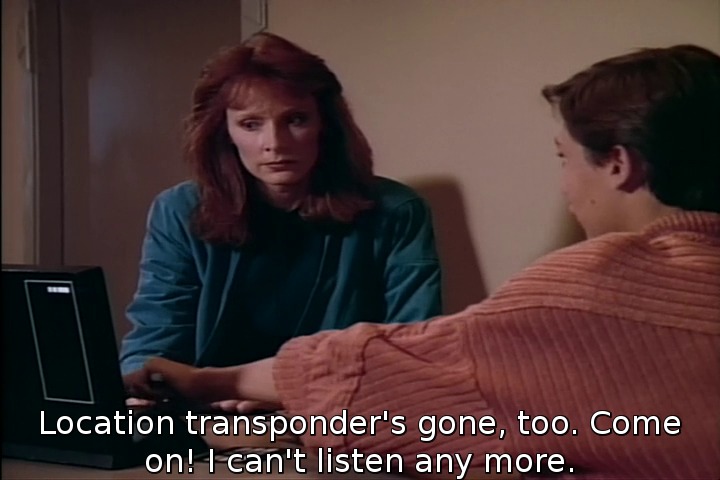 Location transponder's gone, too. Come
on! I can't listen any more.